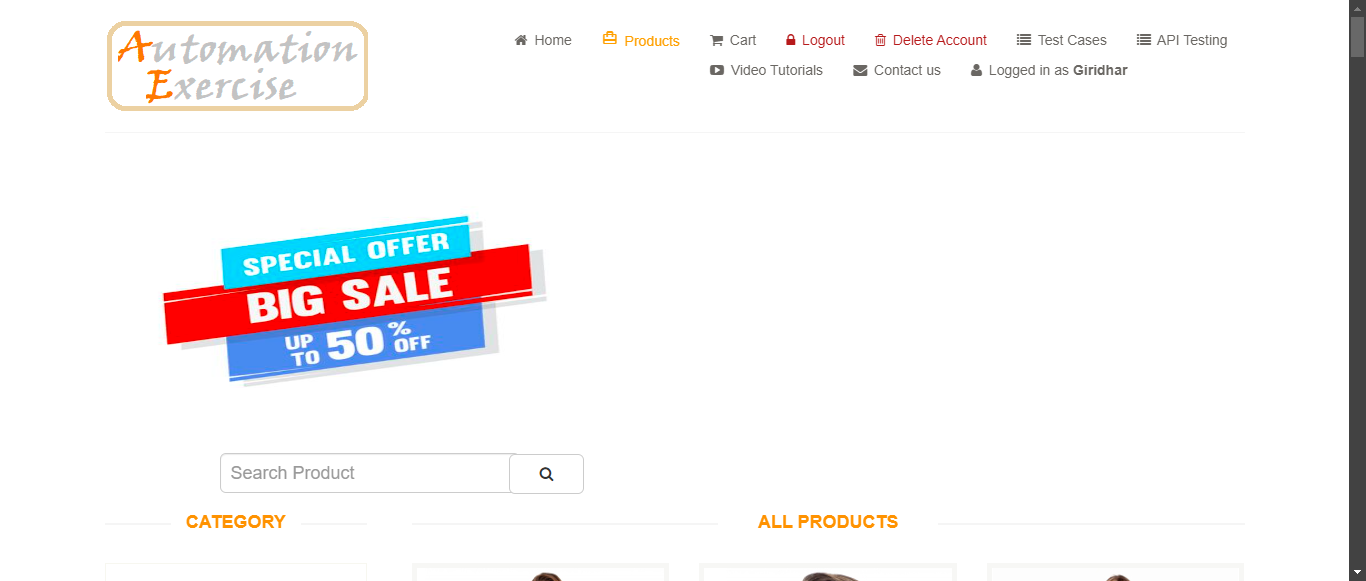 Automation
Exercise
Home Products Cart Logout Delete Account Test Cases API Testing
Video Tutorials Contact us Logged in as Giridhar
SPECIAL OFFER
BIG SALE
UP TO 50% OFF
Search Product
CATEGORY ALL PRODUCTS